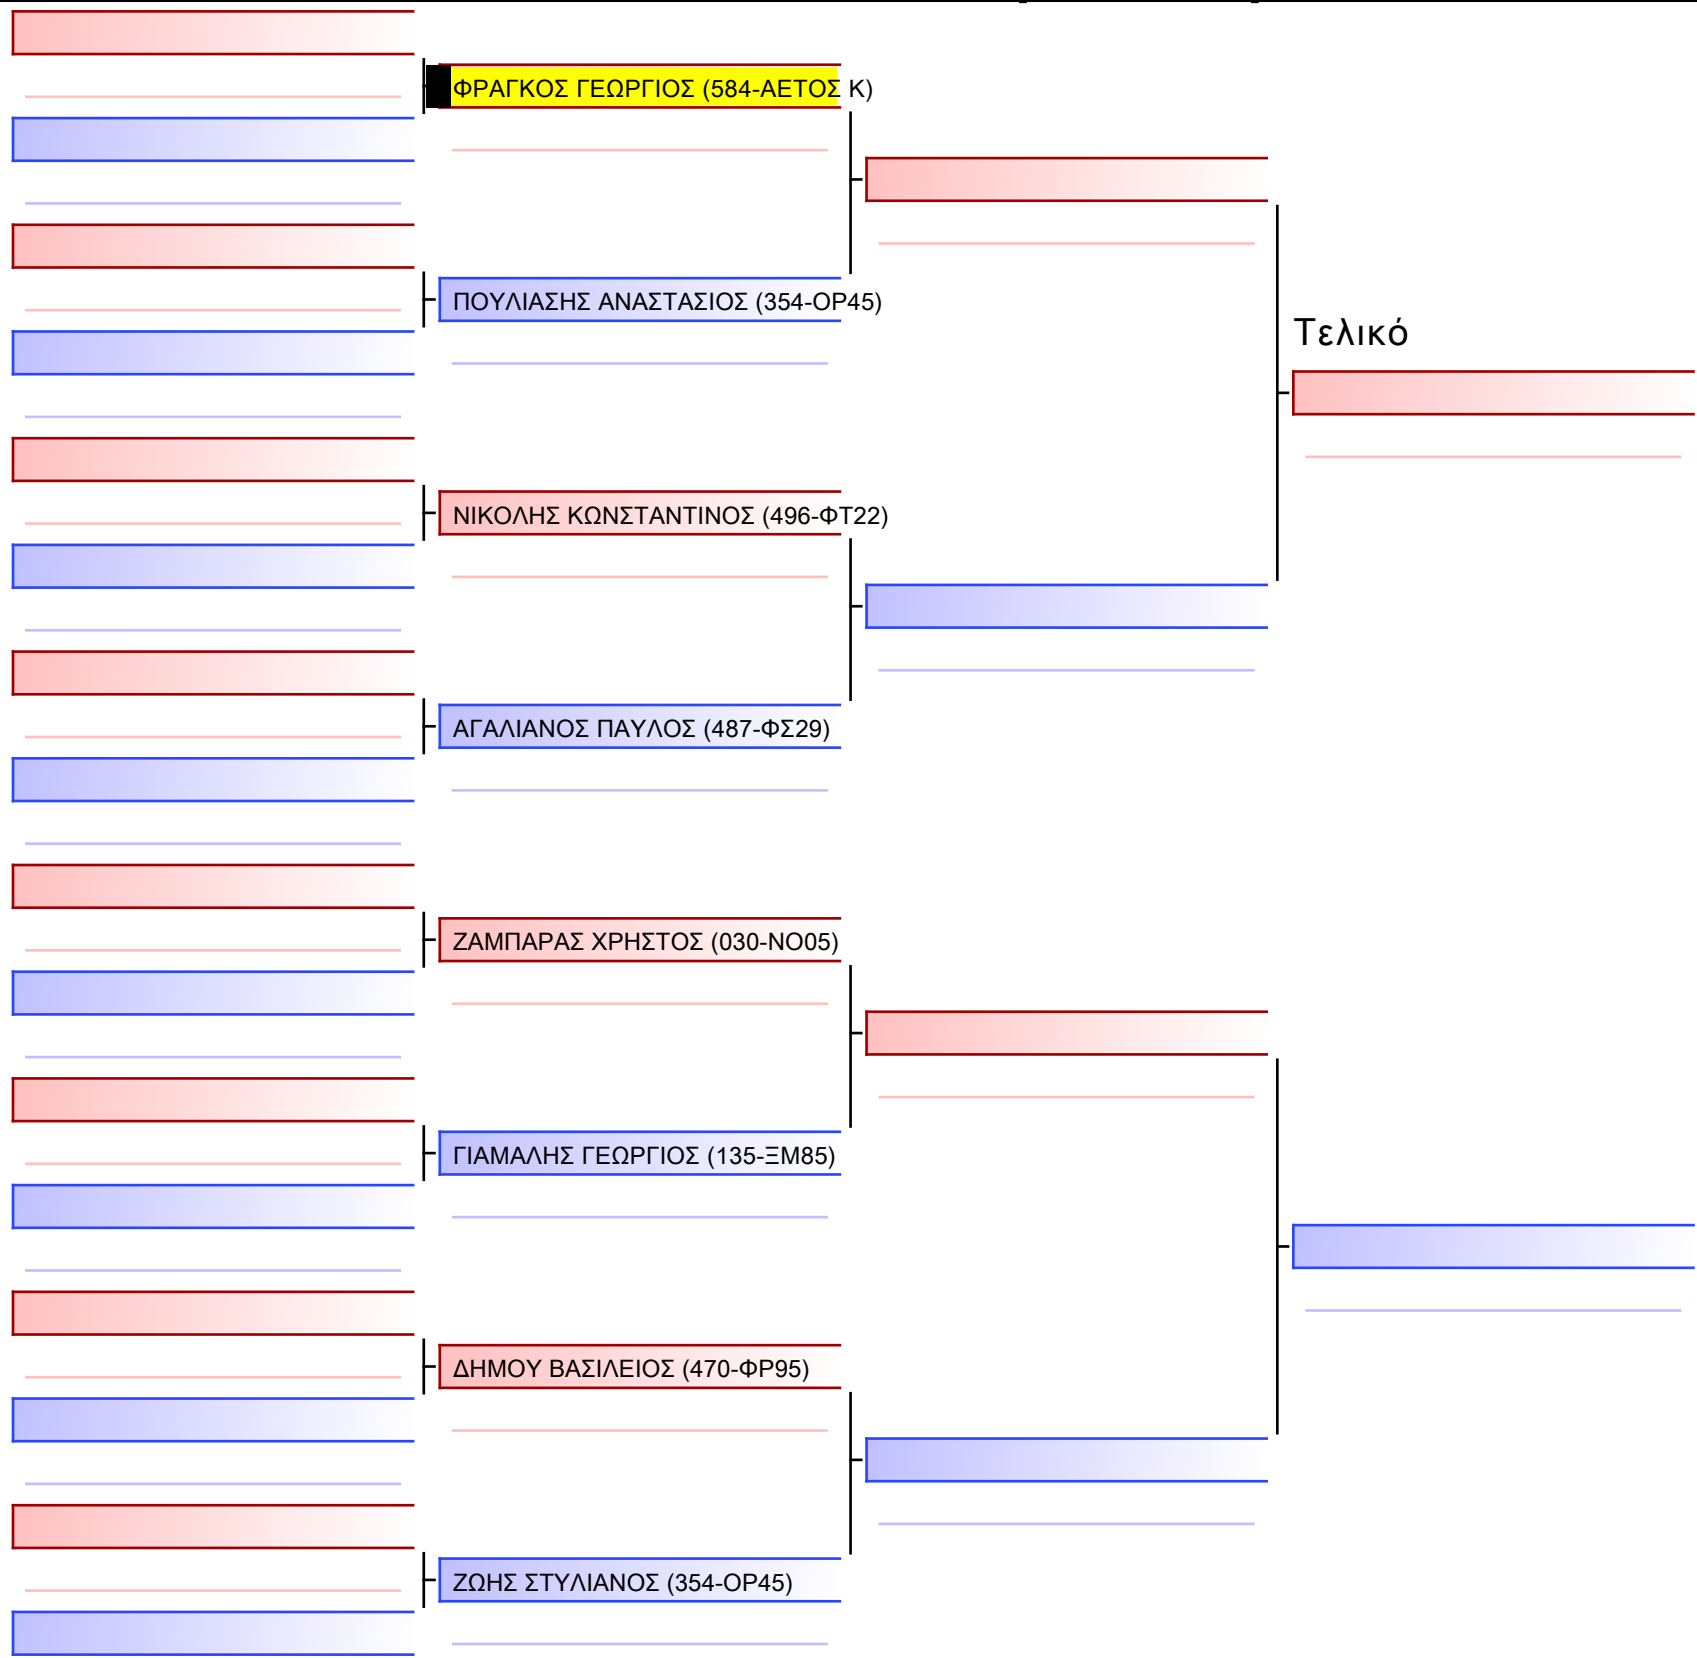 ΦΡΑΓΚΟΣ ΓΕΩΡΓΙΟΣ (584-ΑΕΤΟΣ Κ)
ΠΟΥΛΙΑΣΗΣ ΑΝΑΣΤΑΣΙΟΣ (354-ΟΡ45)
Τελικό
ΝΙΚΟΛΗΣ ΚΩΝΣΤΑΝΤΙΝΟΣ (496-ΦΤ22)
ΑΓΑΛΙΑΝΟΣ ΠΑΥΛΟΣ (487-ΦΣ29)
ΖΑΜΠΑΡΑΣ ΧΡΗΣΤΟΣ (030-ΝΟ05)
ΓΙΑΜΑΛΗΣ ΓΕΩΡΓΙΟΣ (135-ΞΜ85)
ΔΗΜΟΥ ΒΑΣΙΛΕΙΟΣ (470-ΦΡ95)
ΖΩΗΣ ΣΤΥΛΙΑΝΟΣ (354-ΟΡ45)